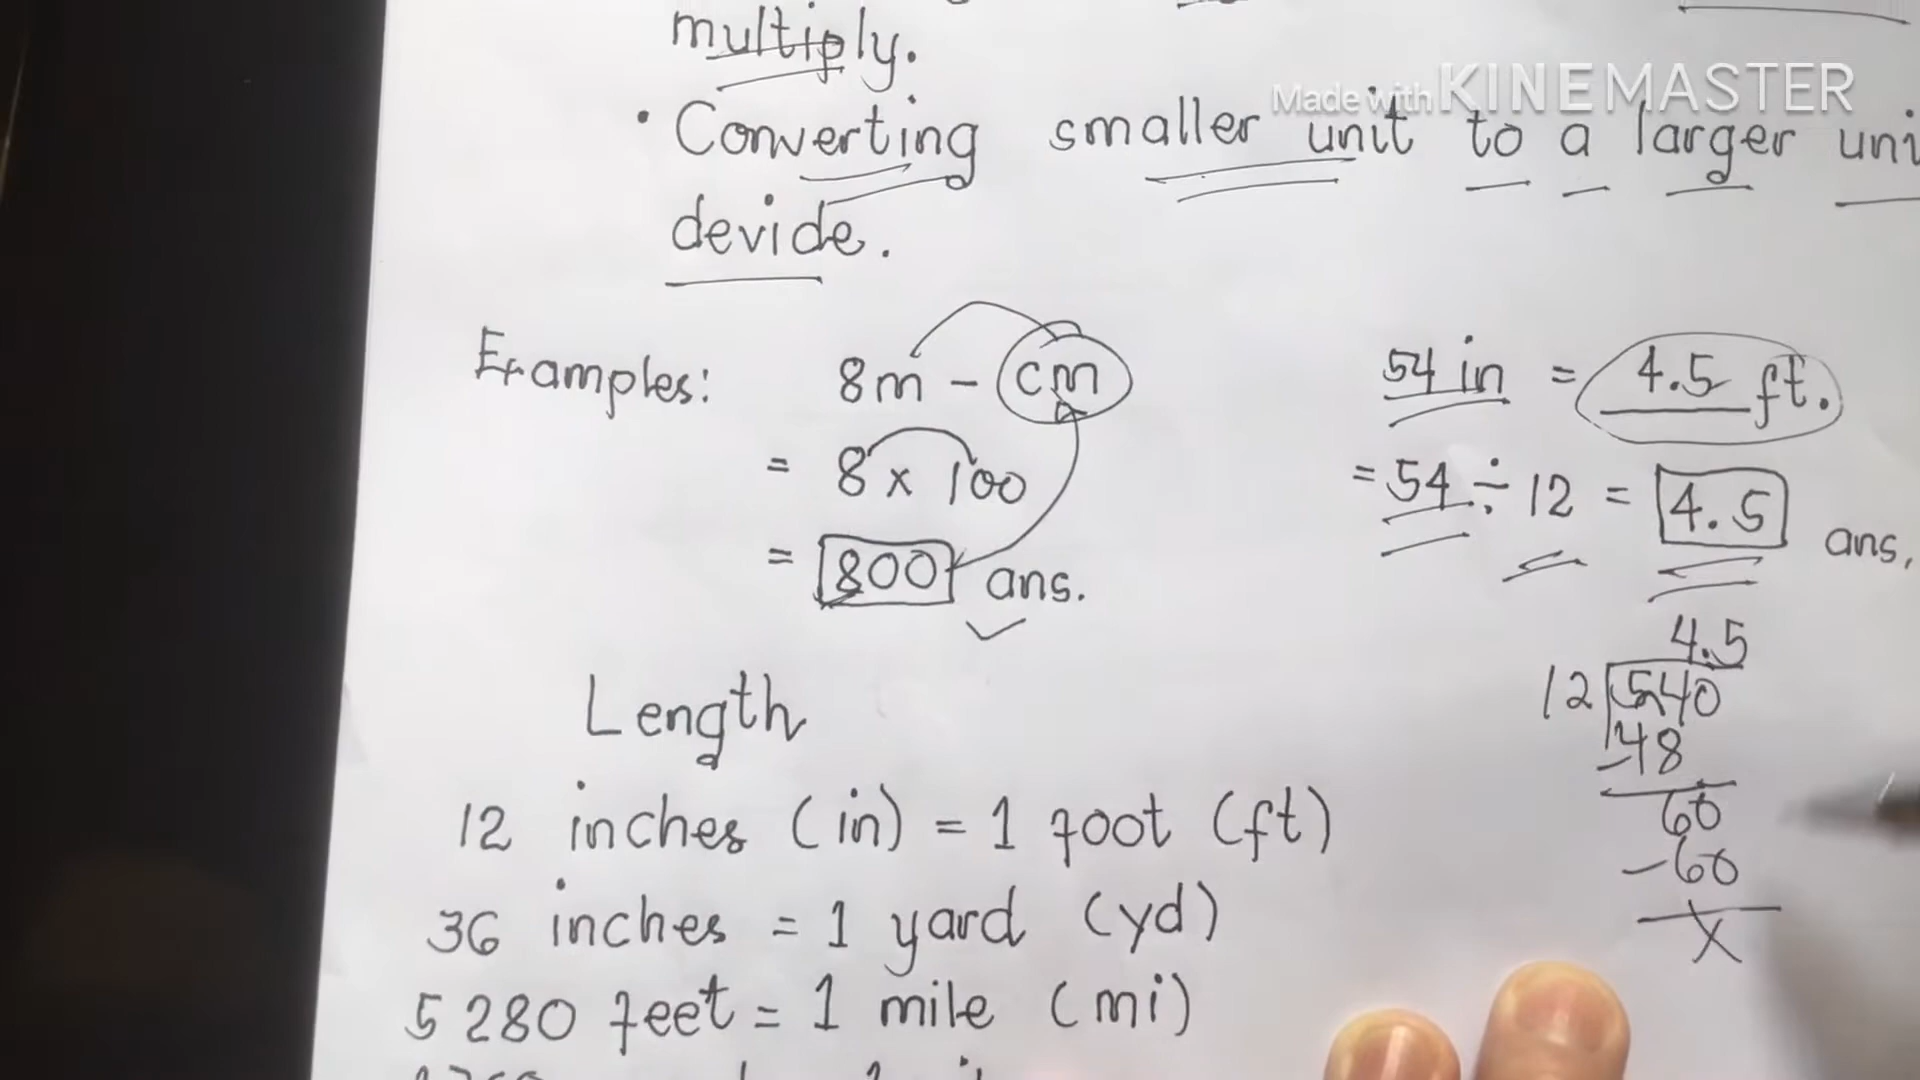 multiply.
Made with KINEMASTER
• Converting smaller unit to a larger uni
devide.
Examples: 8m - cm
= 8 x 100
= 800 ans.
54 in = 4.5 ft.
= 54 ÷ 12 = 4.5 ans.
4.5
12 540
- 48
60
- 60
x
Length
12 inches (in) = 1 foot (ft)
36 inches = 1 yard (yd)
5 280 feet = 1 mile (mi)